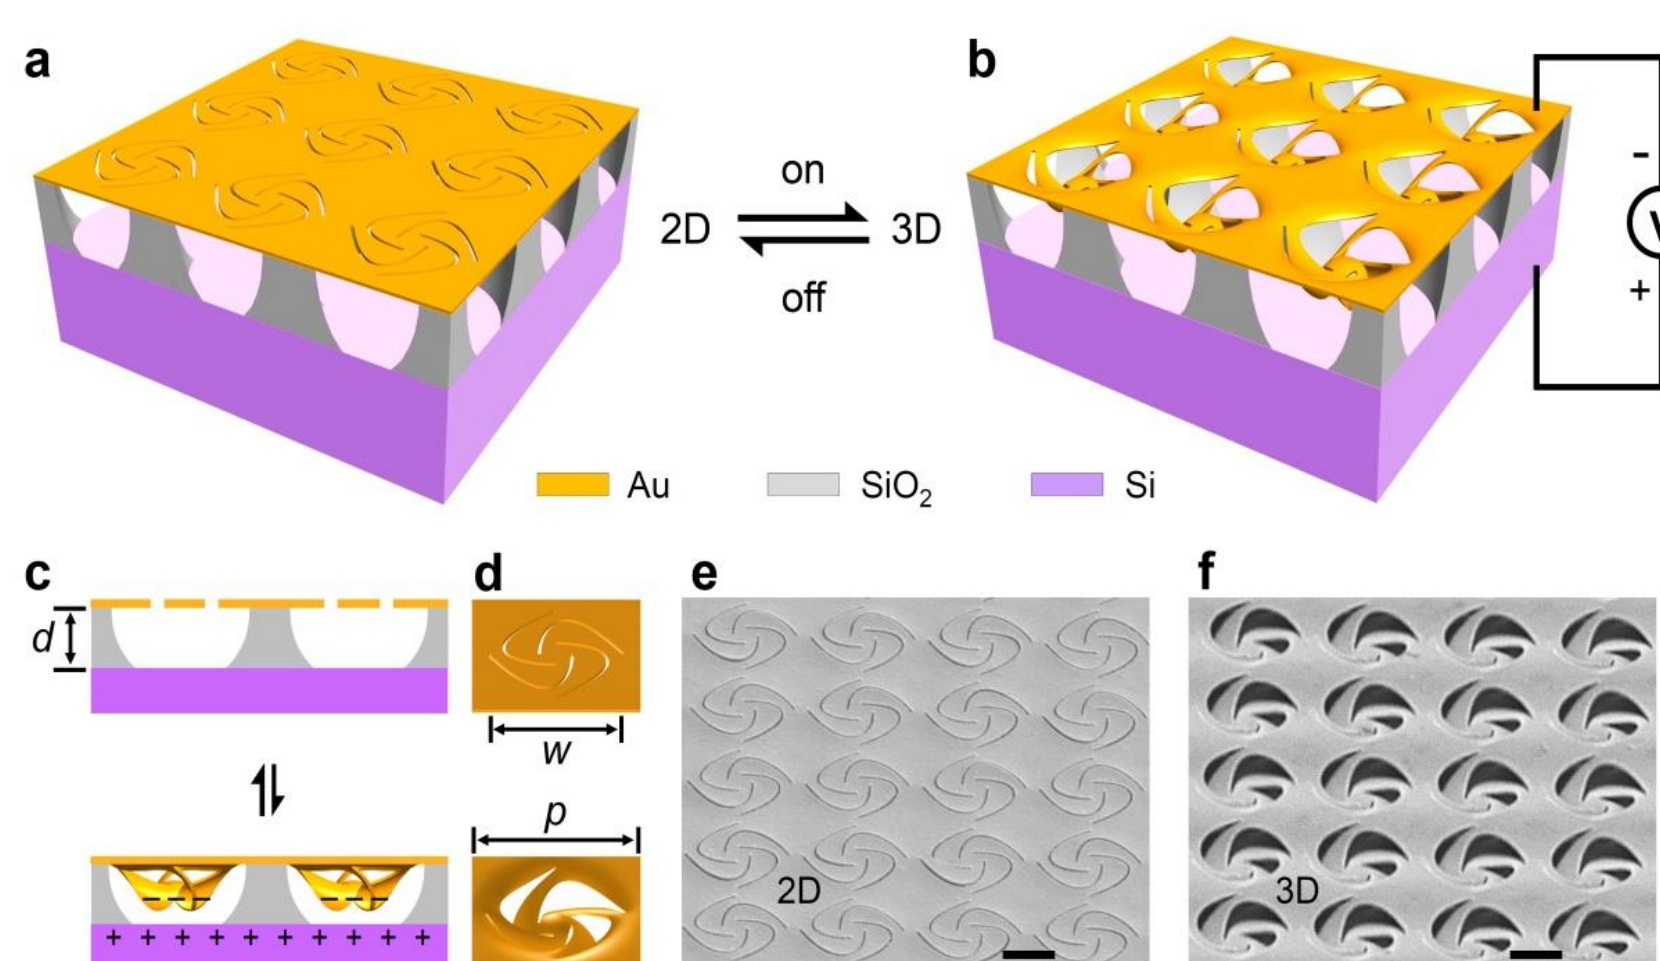 a
b
on
2D
3D
off
-
V
+
Au
SiO₂
Si
c
d
e
f
d
w
p
2D
3D
- - -
- - -
+ + + + + + + + + +